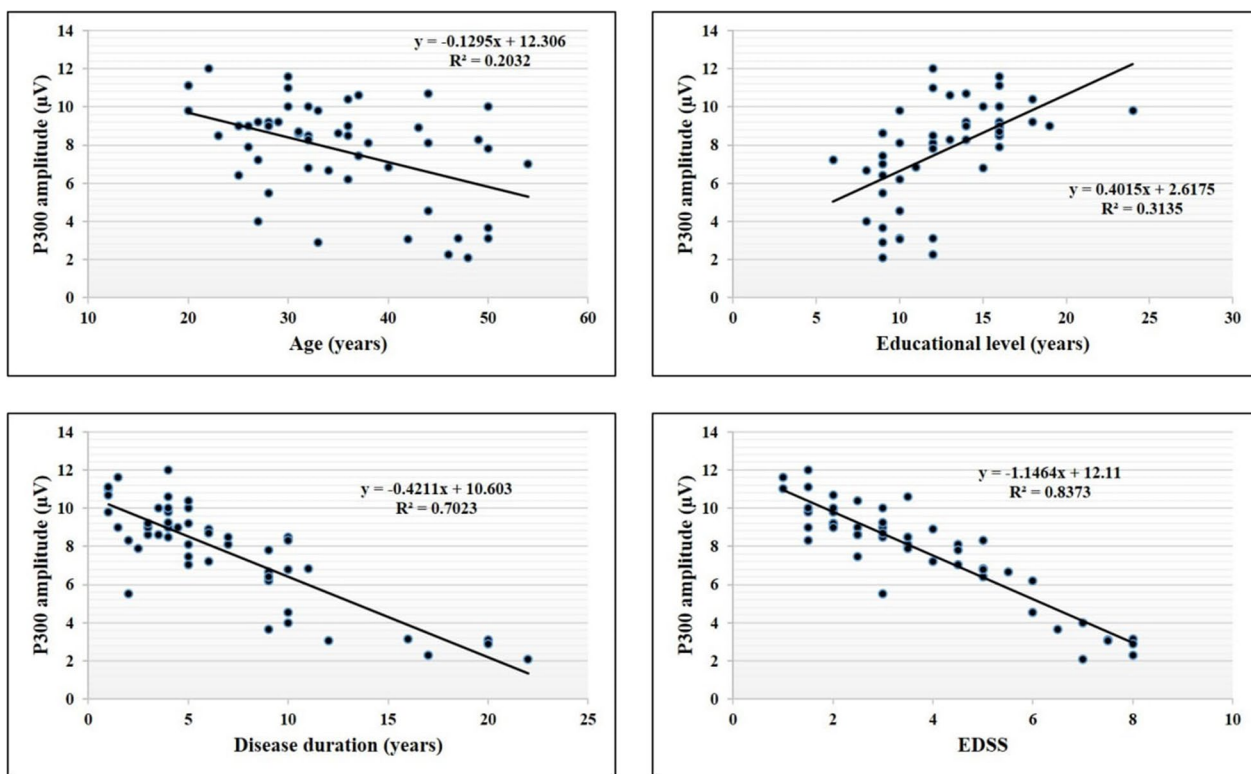 y = -0.1295x + 12.306
R² = 0.2032
P300 amplitude (µV)
14
12
10
8
6
4
2
0
10 20 30 40 50 60
Age (years)
y = 0.4015x + 2.6175
R² = 0.3135
P300 amplitude (µV)
14
12
10
8
6
4
2
0
0 5 10 15 20 25 30
Educational level (years)
y = -0.4211x + 10.603
R² = 0.7023
P300 amplitude (µV)
14
12
10
8
6
4
2
0
0 5 10 15 20 25
Disease duration (years)
y = -1.1464x + 12.11
R² = 0.8373
P300 amplitude (µV)
14
12
10
8
6
4
2
0
0 2 4 6 8 10
EDSS